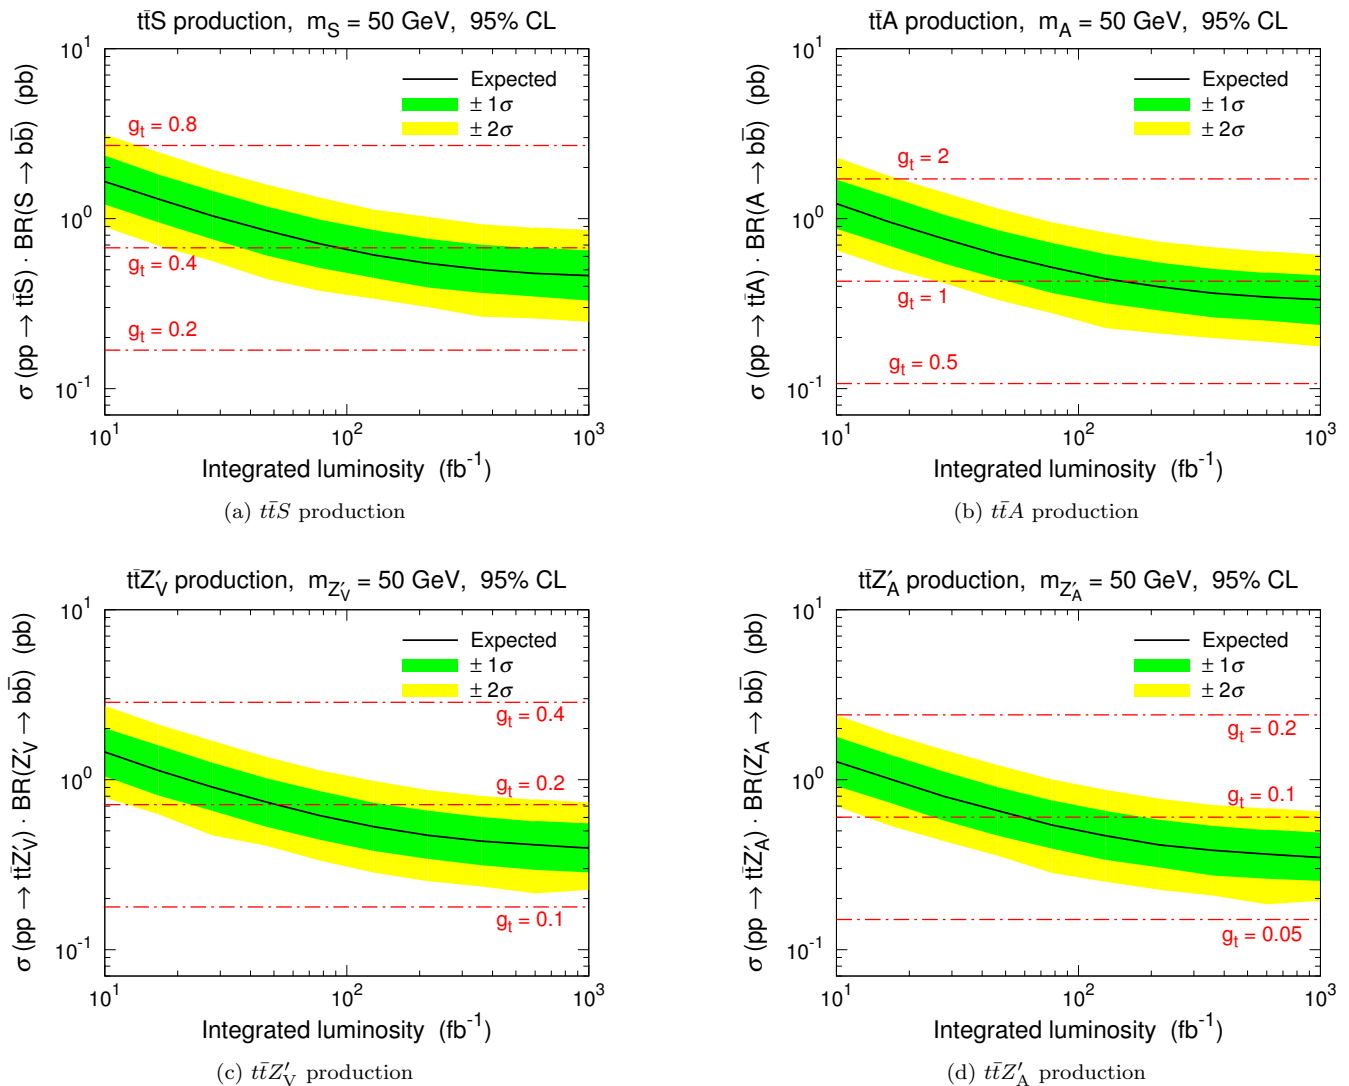 tt̄S production, m_S = 50 GeV, 95% CL
σ (pp → tt̄S) · BR(S → bb̄) (pb)
10^1
10^0
10^-1
Expected
± 1σ
± 2σ
g_t = 0.8
g_t = 0.4
g_t = 0.2
10^1 10^2 10^3
Integrated luminosity (fb^-1)
(a) tt̄S production
tt̄A production, m_A = 50 GeV, 95% CL
σ (pp → tt̄A) · BR(A → bb̄) (pb)
10^1
10^0
10^-1
Expected
± 1σ
± 2σ
g_t = 2
g_t = 1
g_t = 0.5
10^1 10^2 10^3
Integrated luminosity (fb^-1)
(b) tt̄A production
tt̄Z′_V production, m_Z′_V = 50 GeV, 95% CL
σ (pp → tt̄Z′_V) · BR(Z′_V → bb̄) (pb)
10^1
10^0
10^-1
Expected
± 1σ
± 2σ
g_t = 0.4
g_t = 0.2
g_t = 0.1
10^1 10^2 10^3
Integrated luminosity (fb^-1)
(c) tt̄Z′_V production
tt̄Z′_A production, m_Z′_A = 50 GeV, 95% CL
σ (pp → tt̄Z′_A) · BR(Z′_A → bb̄) (pb)
10^1
10^0
10^-1
Expected
± 1σ
± 2σ
g_t = 0.2
g_t = 0.1
g_t = 0.05
10^1 10^2 10^3
Integrated luminosity (fb^-1)
(d) tt̄Z′_A production